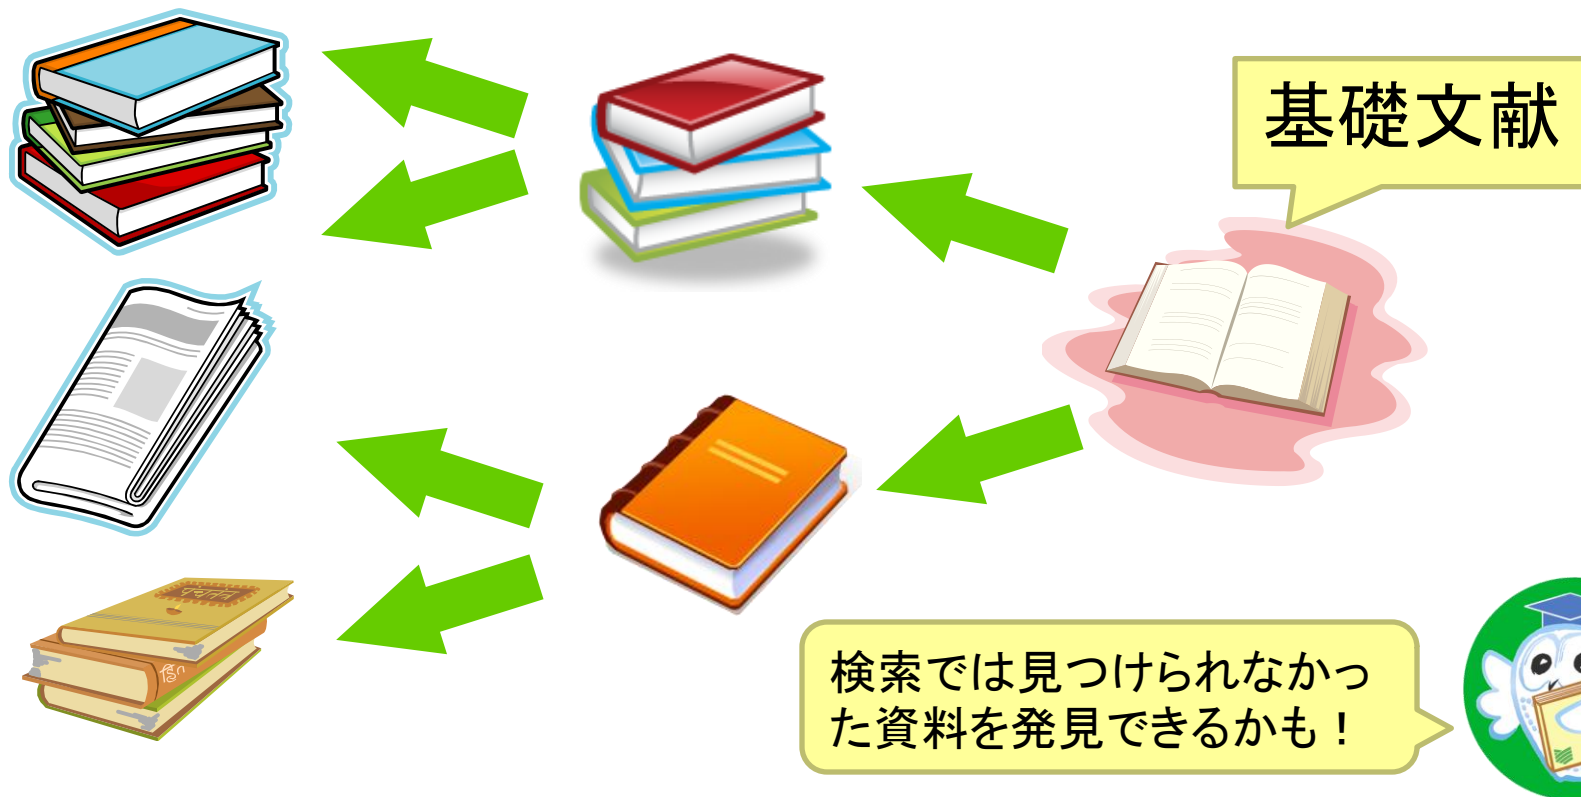 基礎文献
検索では見つけられなかっ
た資料を発見できるかも！